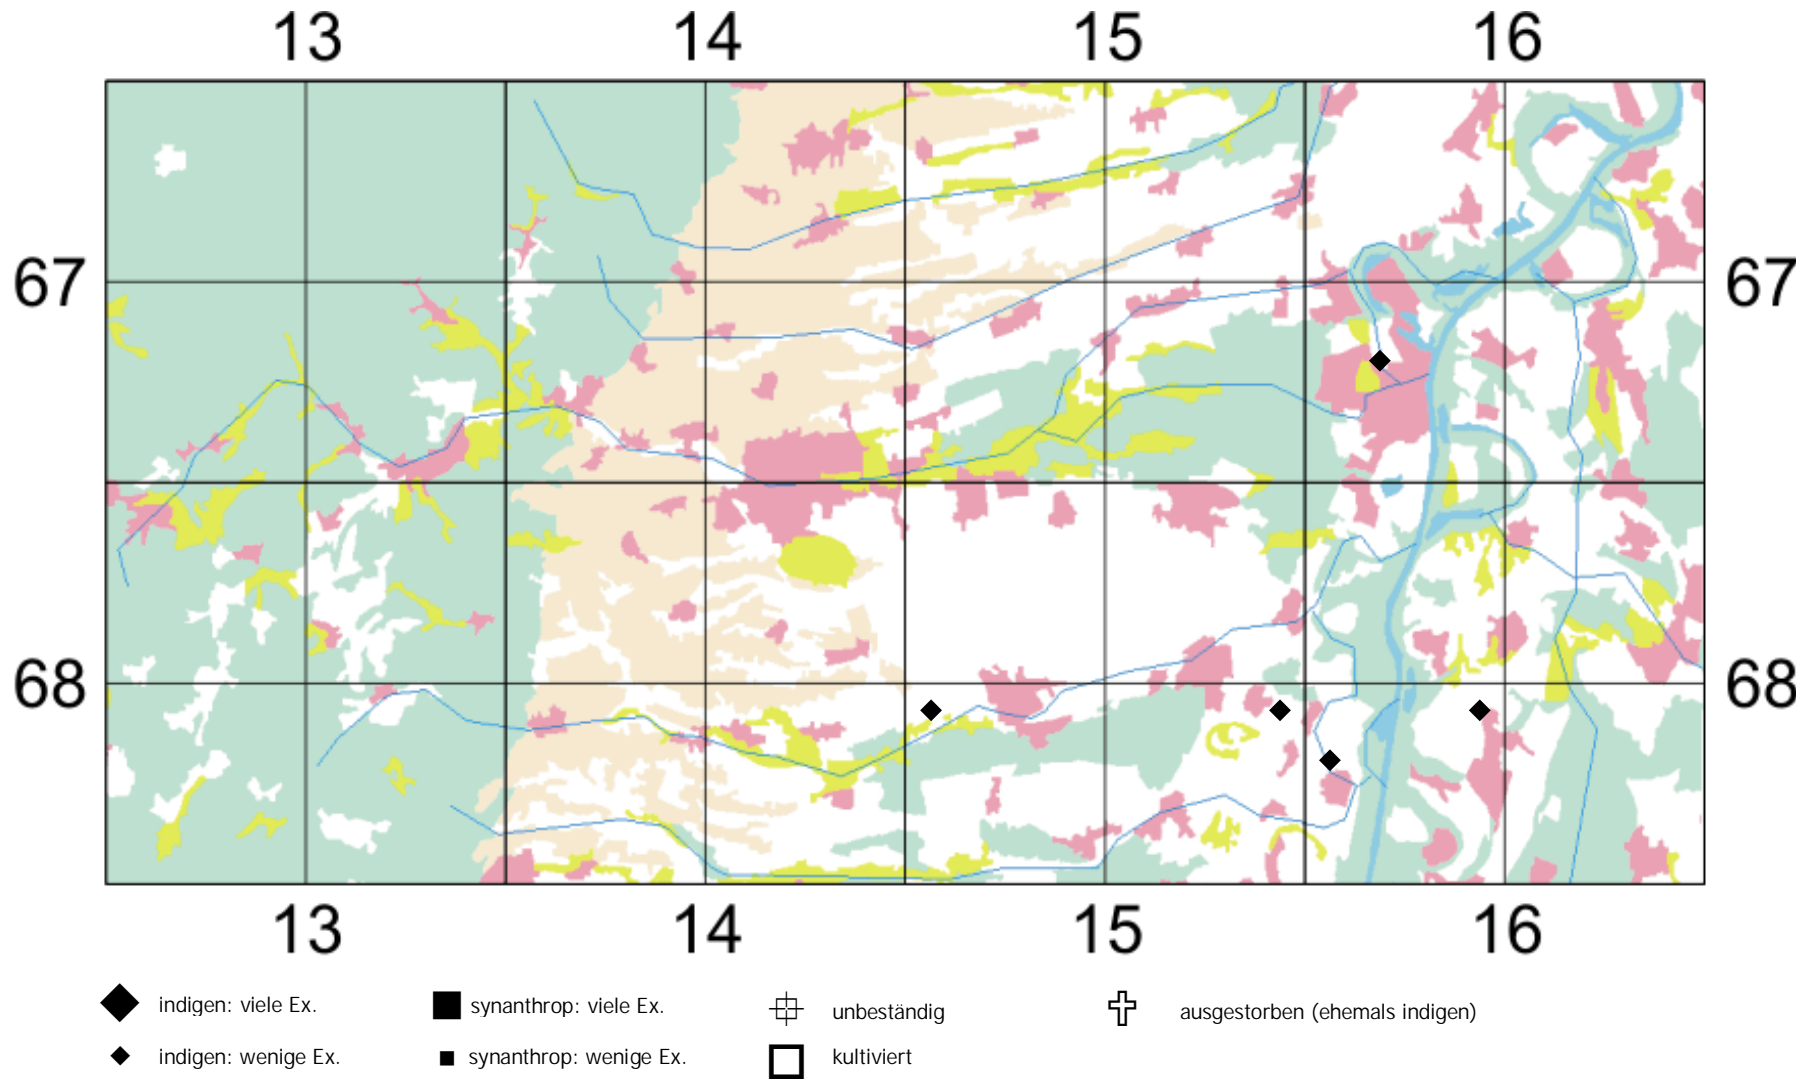 13 14 15 16
67 67
68 68
13 14 15 16
indigen: viele Ex. synanthrop: viele Ex. unbeständig ausgestorben (ehemals indigen)
indigen: wenige Ex. synanthrop: wenige Ex. kultiviert